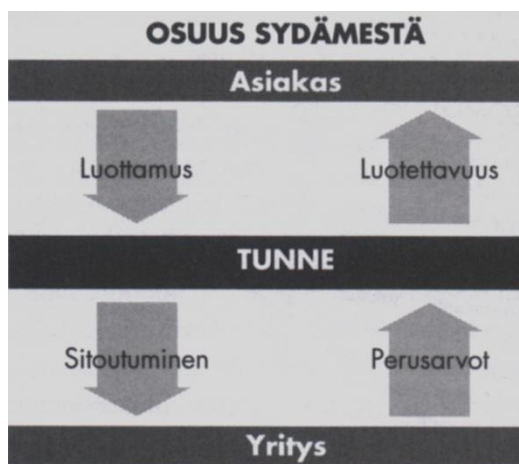 OSUUS SYDÄMESTÄ
Asiakas
Luottamus Luotettavuus
TUNNE
Sitoutuminen Perusarvot
Yritys